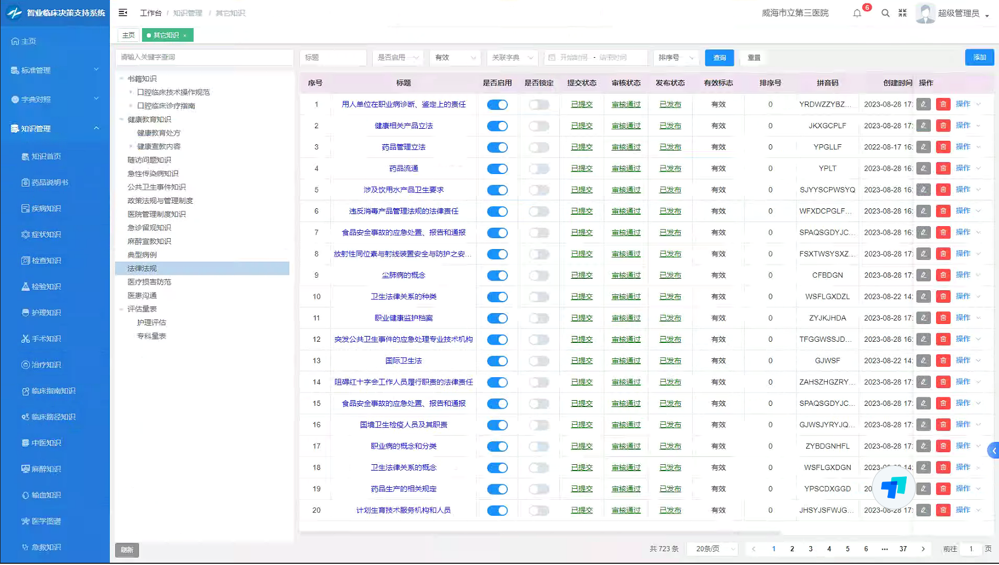 智业临床决策支持系统
工作台 / 知识管理 / 其它知识
威海市立第三医院
6
超级管理员
主页
其它知识 ×
主页
标准管理
字典对照
知识管理
知识首页
药品说明书
疾病知识
症状知识
检查知识
检验知识
护理知识
手术知识
治疗知识
临床指南知识
临床路径知识
中医知识
麻醉知识
输血知识
医学图谱
急救知识
请输入关键字查询
书籍知识
口腔临床技术操作规范
口腔临床诊疗指南
健康教育知识
健康教育处方
健康宣教内容
随访问题知识
急性传染病知识
公共卫生事件知识
政策法规与管理制度
医院管理制度知识
急诊留观知识
麻醉宣教知识
典型病例
法律法规
医疗损害防范
医患沟通
评估量表
护理评估
专科量表
刷新
标题 是否启用 有效 关联字典 开始时间 - 结束时间 排序号 查询 重置 添加
序号 标题 是否启用 是否锁定 提交状态 审核状态 发布状态 有效标志 排序号 拼音码 创建时间 操作
1 用人单位在职业病诊断、鉴定上的责任 已提交 审核通过 已发布 有效 0 YRDWZZYBZ... 2023-08-28 17: 操作
2 健康相关产品立法 已提交 审核通过 已发布 有效 0 JKXGCPLF 2023-08-28 17: 操作
3 药品管理立法 已提交 审核通过 已发布 有效 0 YPGLLF 2022-08-17 16: 操作
4 药品流通 已提交 审核通过 已发布 有效 0 YPLT 2023-08-28 16: 操作
5 涉及饮用水产品卫生要求 已提交 审核通过 已发布 有效 0 SJYYSCPWSYQ 2023-08-28 16: 操作
6 违反消毒产品管理法规的法律责任 已提交 审核通过 已发布 有效 0 WFXDCPGLF... 2023-08-28 16: 操作
7 食品安全事故的应急处置、报告和通报 已提交 审核通过 已发布 有效 0 SPAQSGDYJC... 2023-08-28 16: 操作
8 放射性同位素与射线装置安全与防护之安... 已提交 审核通过 已发布 有效 0 FSXTWSYSXZ... 2023-08-28 17: 操作
9 尘肺病的概念 已提交 审核通过 已发布 有效 0 CFBDGN 2023-08-28 17: 操作
10 卫生法律关系的种类 已提交 审核通过 已发布 有效 0 WSFLGXDZL 2023-08-22 14: 操作
11 职业健康监护档案 已提交 审核通过 已发布 有效 0 ZYJKJHDA 2023-08-28 17: 操作
12 突发公共卫生事件的应急处理专业技术机构 已提交 审核通过 已发布 有效 0 TFGGWSSJD... 2023-08-28 16: 操作
13 国际卫生法 已提交 审核通过 已发布 有效 0 GJWSF 2023-08-22 14: 操作
14 阻碍红十字会工作人员履行职责的法律责任 已提交 审核通过 已发布 有效 0 ZAHSZHGZRY... 2023-08-28 17: 操作
15 食品安全事故的应急处置、报告和通报 已提交 审核通过 已发布 有效 0 SPAQSGDYJC... 2023-08-28 17: 操作
16 国境卫生检疫人员及其职责 已提交 审核通过 已发布 有效 0 GJWSJYRYJQ... 2023-08-28 17: 操作
17 职业病的概念和分类 已提交 审核通过 已发布 有效 0 ZYBDGNHFL 2023-08-28 17: 操作
18 卫生法律关系的概念 已提交 审核通过 已发布 有效 0 WSFLGXDGN 14: 操作
19 药品生产的相关规定 已提交 审核通过 已发布 有效 0 YPSCDXGGD 20 操作
20 计划生育技术服务机构和人员 已提交 审核通过 已发布 有效 0 JHSYJSFWJG... 2023-08-28 17: 操作
共 723 条 20条/页 1 2 3 4 5 6 ... 37 前往 1 页